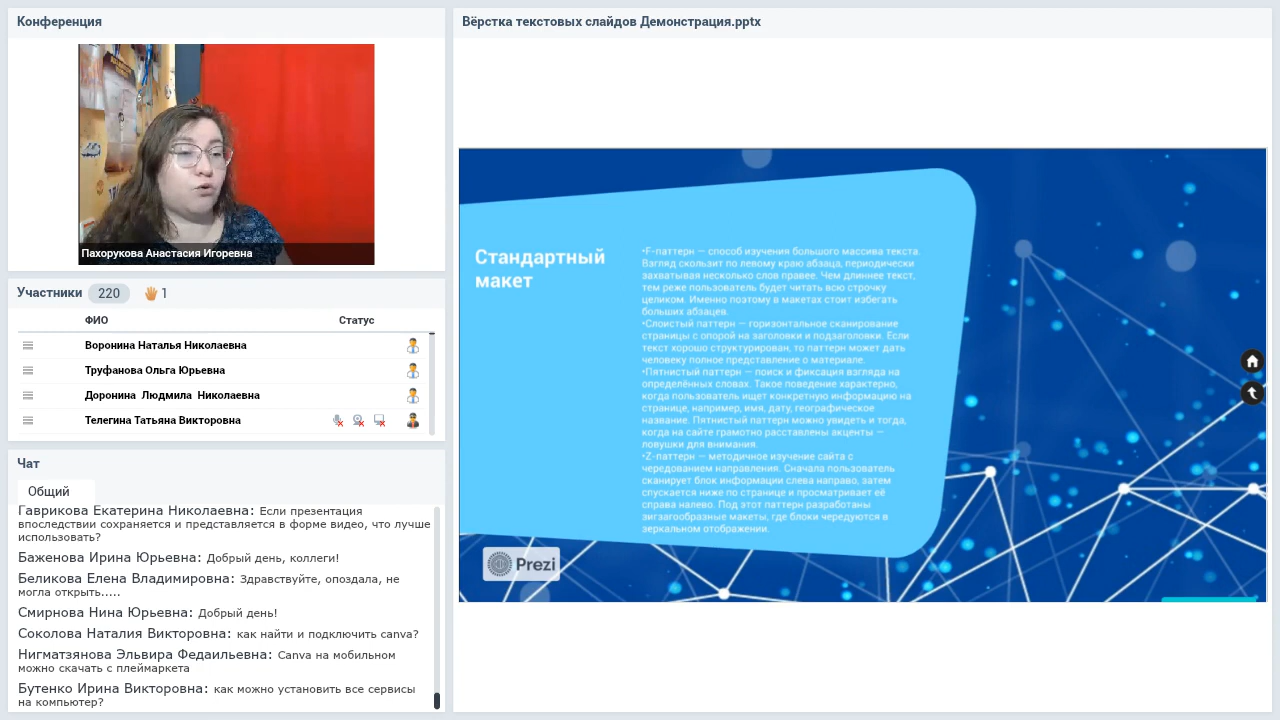 Конференция
Пахорукова Анастасия Игоревна
Участники 220 1
ФИО Статус
Воронина Наталья Николаевна
Труфанова Ольга Юрьевна
Доронина Людмила Николаевна
Телегина Татьяна Викторовна
Чат
Общий
Гаврикова Екатерина Николаевна: Если презентация
впоследствии сохраняется и представляется в форме видео, что лучше
использовать?
Баженова Ирина Юрьевна: Добрый день, коллеги!
Беликова Елена Владимировна: Здравствуйте, опоздала, не
могла открыть.....
Смирнова Нина Юрьевна: Добрый день!
Соколова Наталия Викторовна: как найти и подключить canva?
Нигматзянова Эльвира Федаильевна: Canva на мобильном
можно скачать с плеймаркета
Бутенко Ирина Викторовна: как можно установить все сервисы
на компьютер?
Вёрстка текстовых слайдов Демонстрация.pptx
Стандартный
макет
•F-паттерн — способ изучения большого массива текста.
Взгляд скользит по левому краю абзаца, периодически
захватывая несколько слов правее. Чем длиннее текст,
тем реже пользователь будет читать всю строчку
целиком. Именно поэтому в макетах стоит избегать
больших абзацев.
•Слоистый паттерн — горизонтальное сканирование
страницы с опорой на заголовки и подзаголовки. Если
текст хорошо структурирован, то паттерн может дать
человеку полное представление о материале.
•Пятнистый паттерн — поиск и фиксация взгляда на
определённых словах. Такое поведение характерно,
когда пользователь ищет конкретную информацию на
странице, например, имя, дату, географическое
название. Пятнистый паттерн можно увидеть и тогда,
когда на сайте грамотно расставлены акценты —
ловушки для внимания.
•Z-паттерн — методичное изучение сайта с
чередованием направления. Сначала пользователь
сканирует блок информации слева направо, затем
спускается ниже по странице и просматривает её
справа налево. Под этот паттерн разработаны
зигзагообразные макеты, где блоки чередуются в
зеркальном отображении.
Prezi